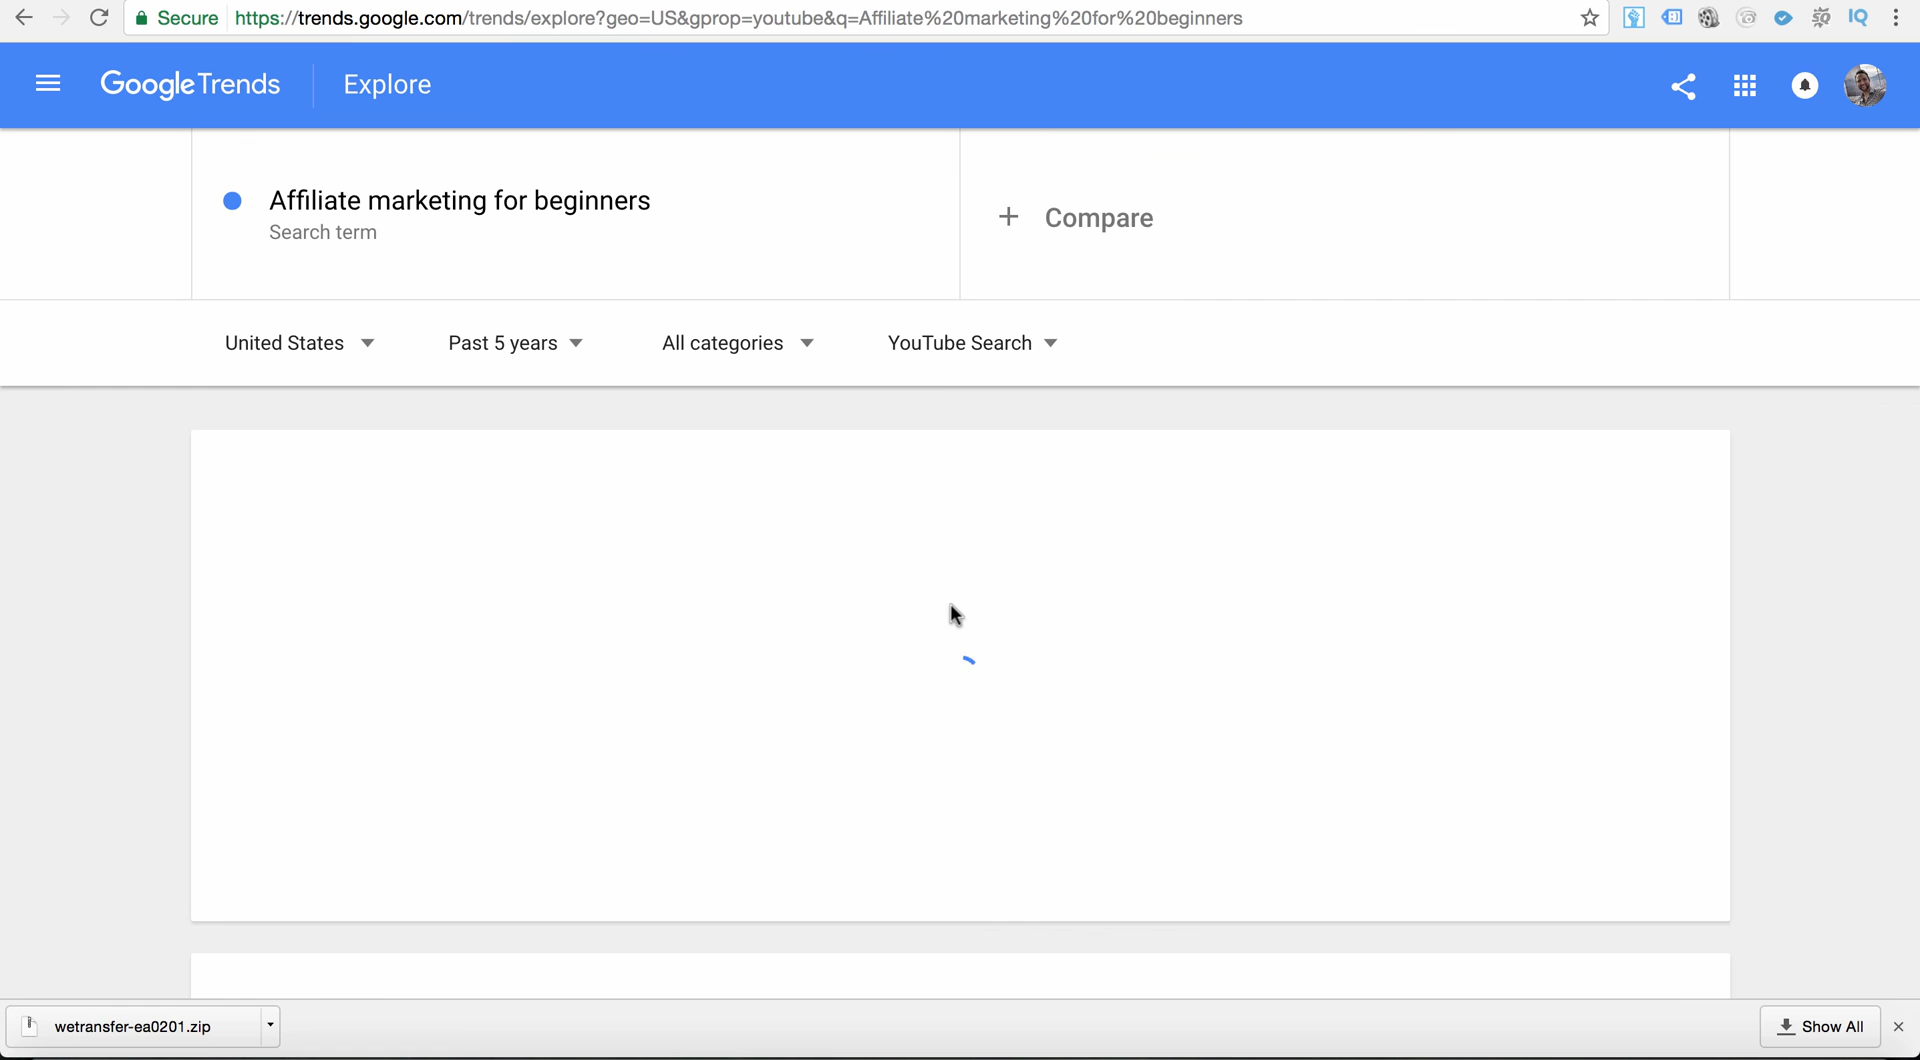 Secure https://trends.google.com/trends/explore?geo=US&gprop=youtube&q=Affiliate%20marketing%20for%20beginners
IQ
Google Trends Explore
Affiliate marketing for beginners
Search term
+ Compare
United States Past 5 years All categories YouTube Search
wetransfer-ea0201.zip
Show All